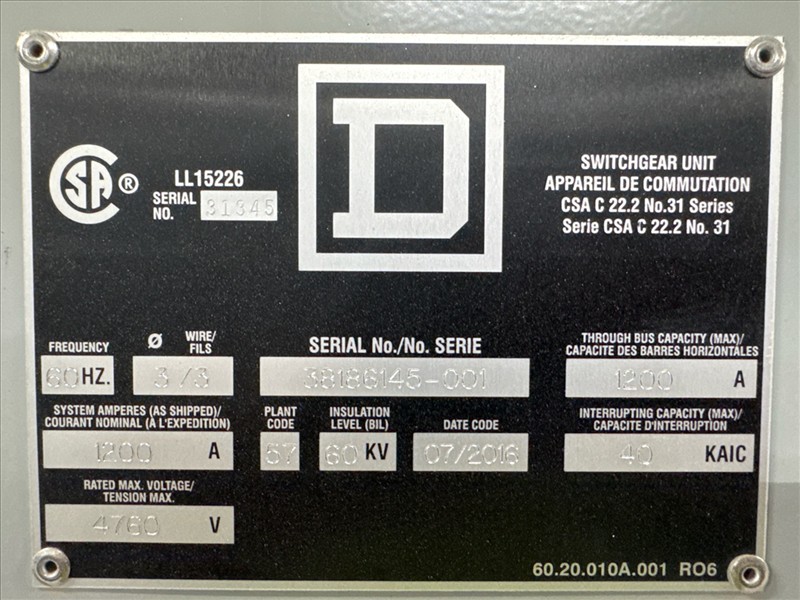 CSA®
LL15226
SERIAL NO. 31345
D
SWITCHGEAR UNIT
APPAREIL DE COMMUTATION
CSA C 22.2 No.31 Series
Serie CSA C 22.2 No. 31
FREQUENCY
60 HZ.
Ø WIRE/
FILS
3/3
SERIAL No./No. SERIE
38186145-001
THROUGH BUS CAPACITY (MAX)/
CAPACITE DES BARRES HORIZONTALES
1200 A
SYSTEM AMPERES (AS SHIPPED)/
COURANT NOMINAL (À L'EXPEDITION)
1200 A
PLANT
CODE
57
INSULATION
LEVEL (BIL)
60 KV
DATE CODE
07/2016
INTERRUPTING CAPACITY (MAX)/
CAPACITE D'INTERRUPTION
40 KAIC
RATED MAX. VOLTAGE/
TENSION MAX.
4760 V
60.20.010A.001 RO6